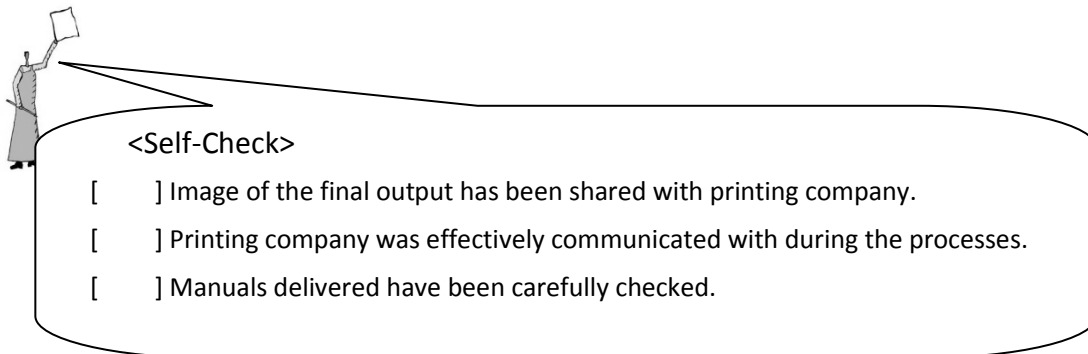 <Self-Check>
[ ] Image of the final output has been shared with printing company.
[ ] Printing company was effectively communicated with during the processes.
[ ] Manuals delivered have been carefully checked.